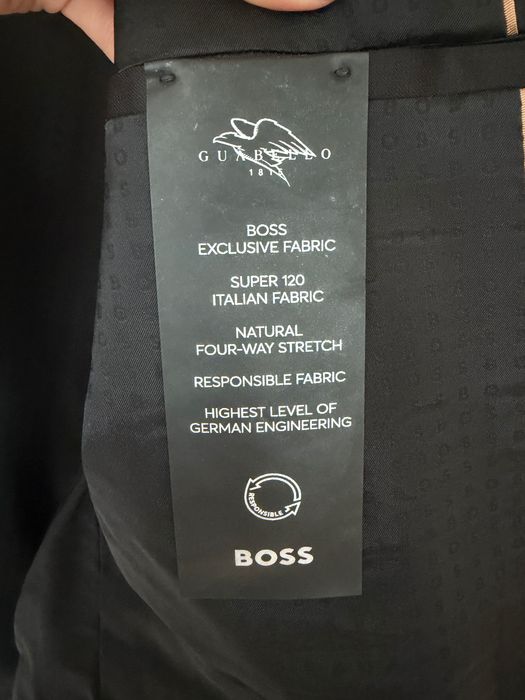 GUABELLO
1815
BOSS
EXCLUSIVE FABRIC
SUPER 120
ITALIAN FABRIC
NATURAL
FOUR-WAY STRETCH
RESPONSIBLE FABRIC
HIGHEST LEVEL OF
GERMAN ENGINEERING
RESPONSIBLE
BOSS